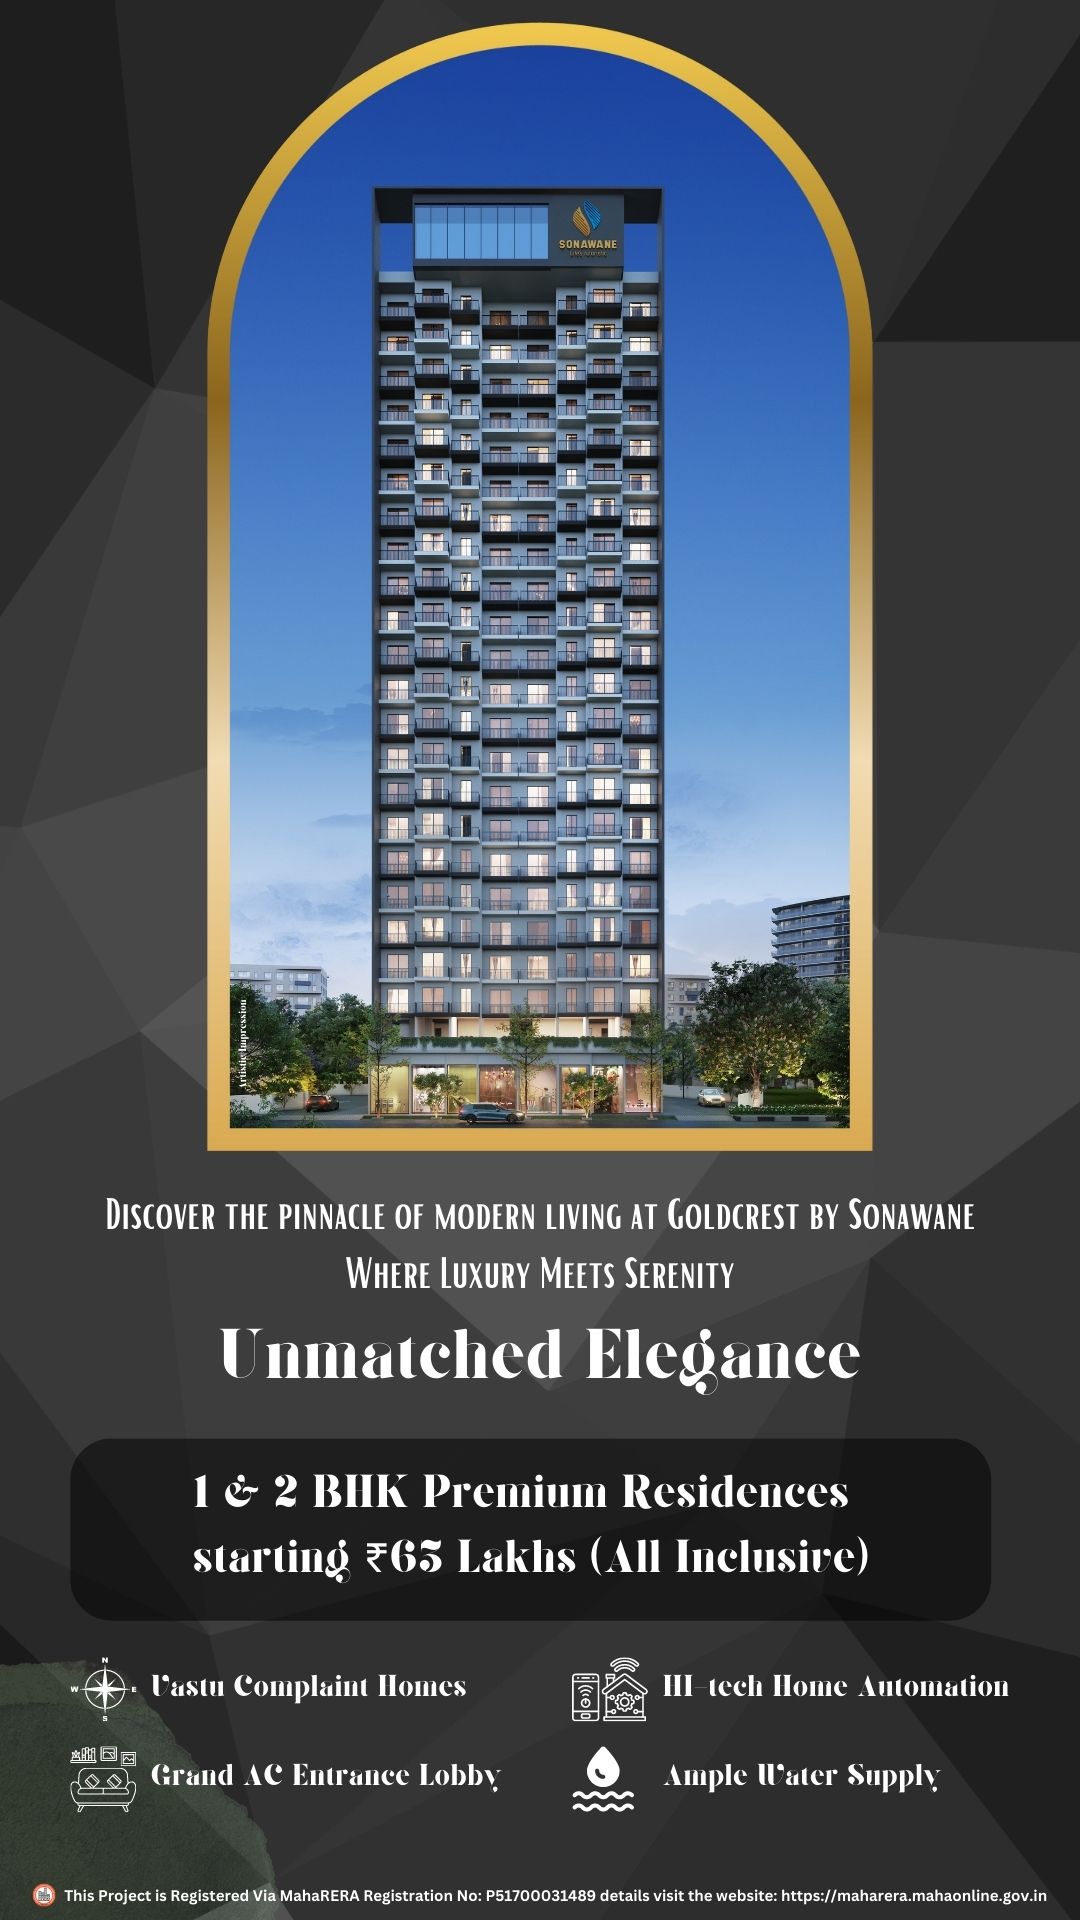 SONAWANE
Artistic Impression
Discover the pinnacle of modern living at Goldcrest by Sonawane
Where Luxury Meets Serenity
Unmatched Elegance
1 & 2 BHK Premium Residences
starting ₹65 Lakhs (All Inclusive)
N
W E
S
Vastu Complaint Homes
HI-tech Home Automation
Grand AC Entrance Lobby
Ample Water Supply
This Project is Registered Via MahaRERA Registration No: P51700031489 details visit the website: https://maharera.mahaonline.gov.in